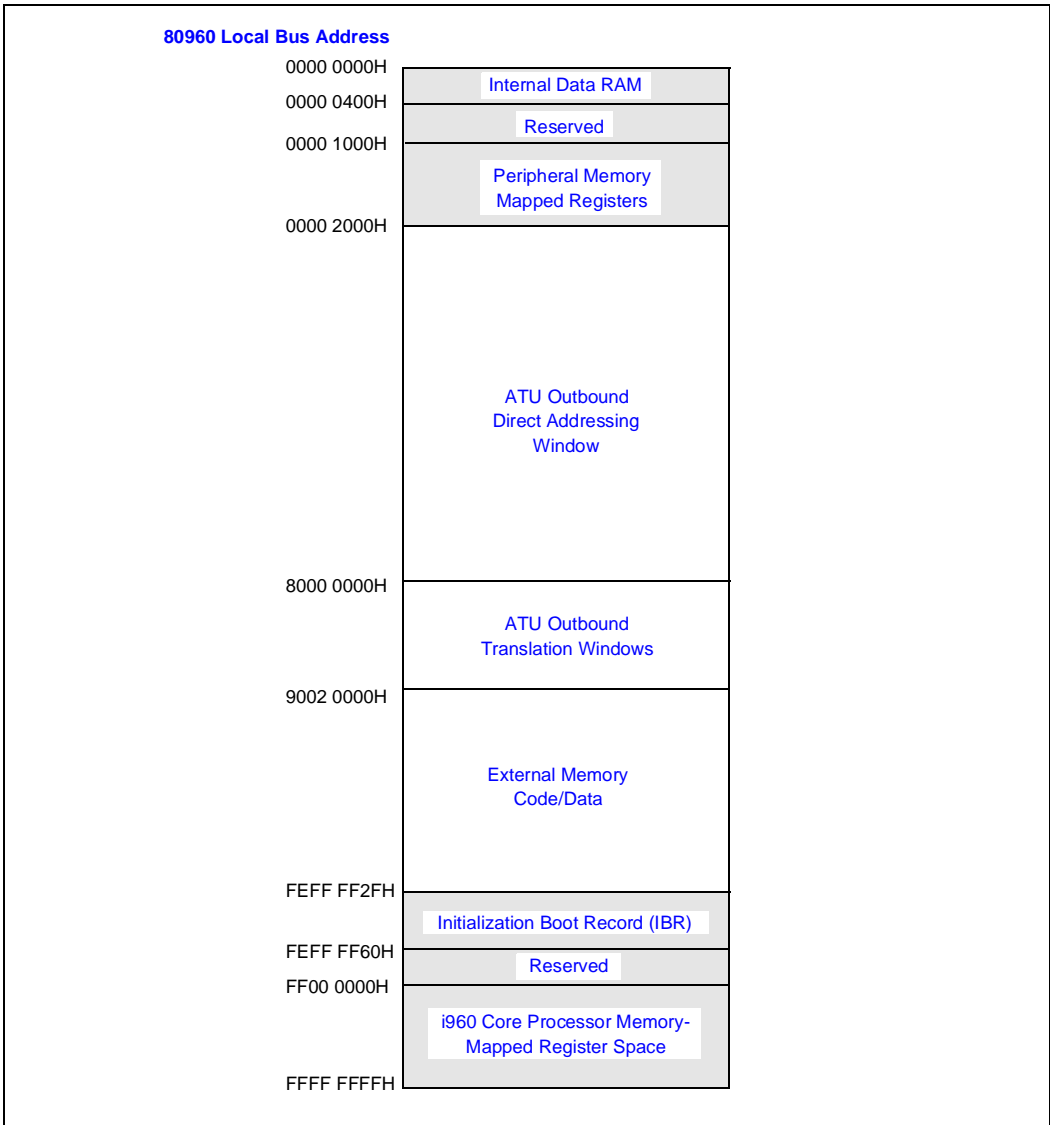 80960 Local Bus Address
0000 0000H
Internal Data RAM
0000 0400H
Reserved
0000 1000H
Peripheral Memory
Mapped Registers
0000 2000H
ATU Outbound
Direct Addressing
Window
8000 0000H
ATU Outbound
Translation Windows
9002 0000H
External Memory
Code/Data
FEFF FF2FH
Initialization Boot Record (IBR)
FEFF FF60H
Reserved
FF00 0000H
i960 Core Processor Memory-
Mapped Register Space
FFFF FFFFH